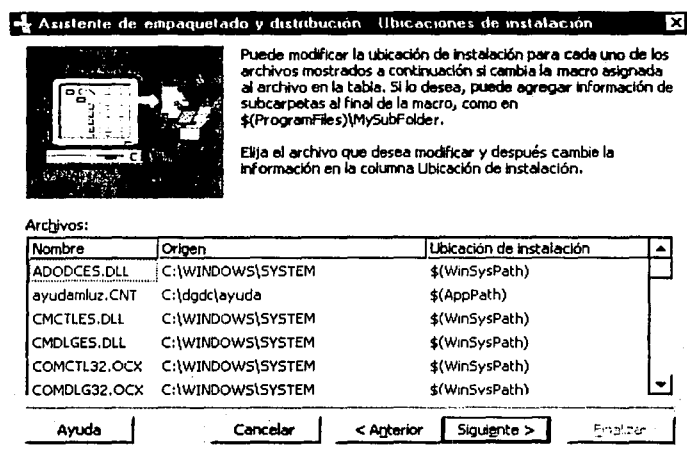 Asistente de empaquetado y distribución - Ubicaciones de instalación
Puede modificar la ubicación de instalación para cada uno de los
archivos mostrados a continuación si cambia la macro asignada
al archivo en la tabla. Si lo desea, puede agregar información de
subcarpetas al final de la macro, como en
$(ProgramFiles)\MySubFolder.
Elija el archivo que desea modificar y después cambie la
información en la columna Ubicación de instalación.
Archivos:
Nombre Origen Ubicación de instalación
ADODCES.DLL C:\WINDOWS\SYSTEM $(WinSysPath)
ayudamluz.CNT C:\dgdc\ayuda $(AppPath)
CMCTLES.DLL C:\WINDOWS\SYSTEM $(WinSysPath)
CMDLGES.DLL C:\WINDOWS\SYSTEM $(WinSysPath)
COMCTL32.OCX C:\WINDOWS\SYSTEM $(WinSysPath)
COMDLG32.OCX C:\WINDOWS\SYSTEM $(WinSysPath)
Ayuda Cancelar < Anterior Siguiente > Finalizar